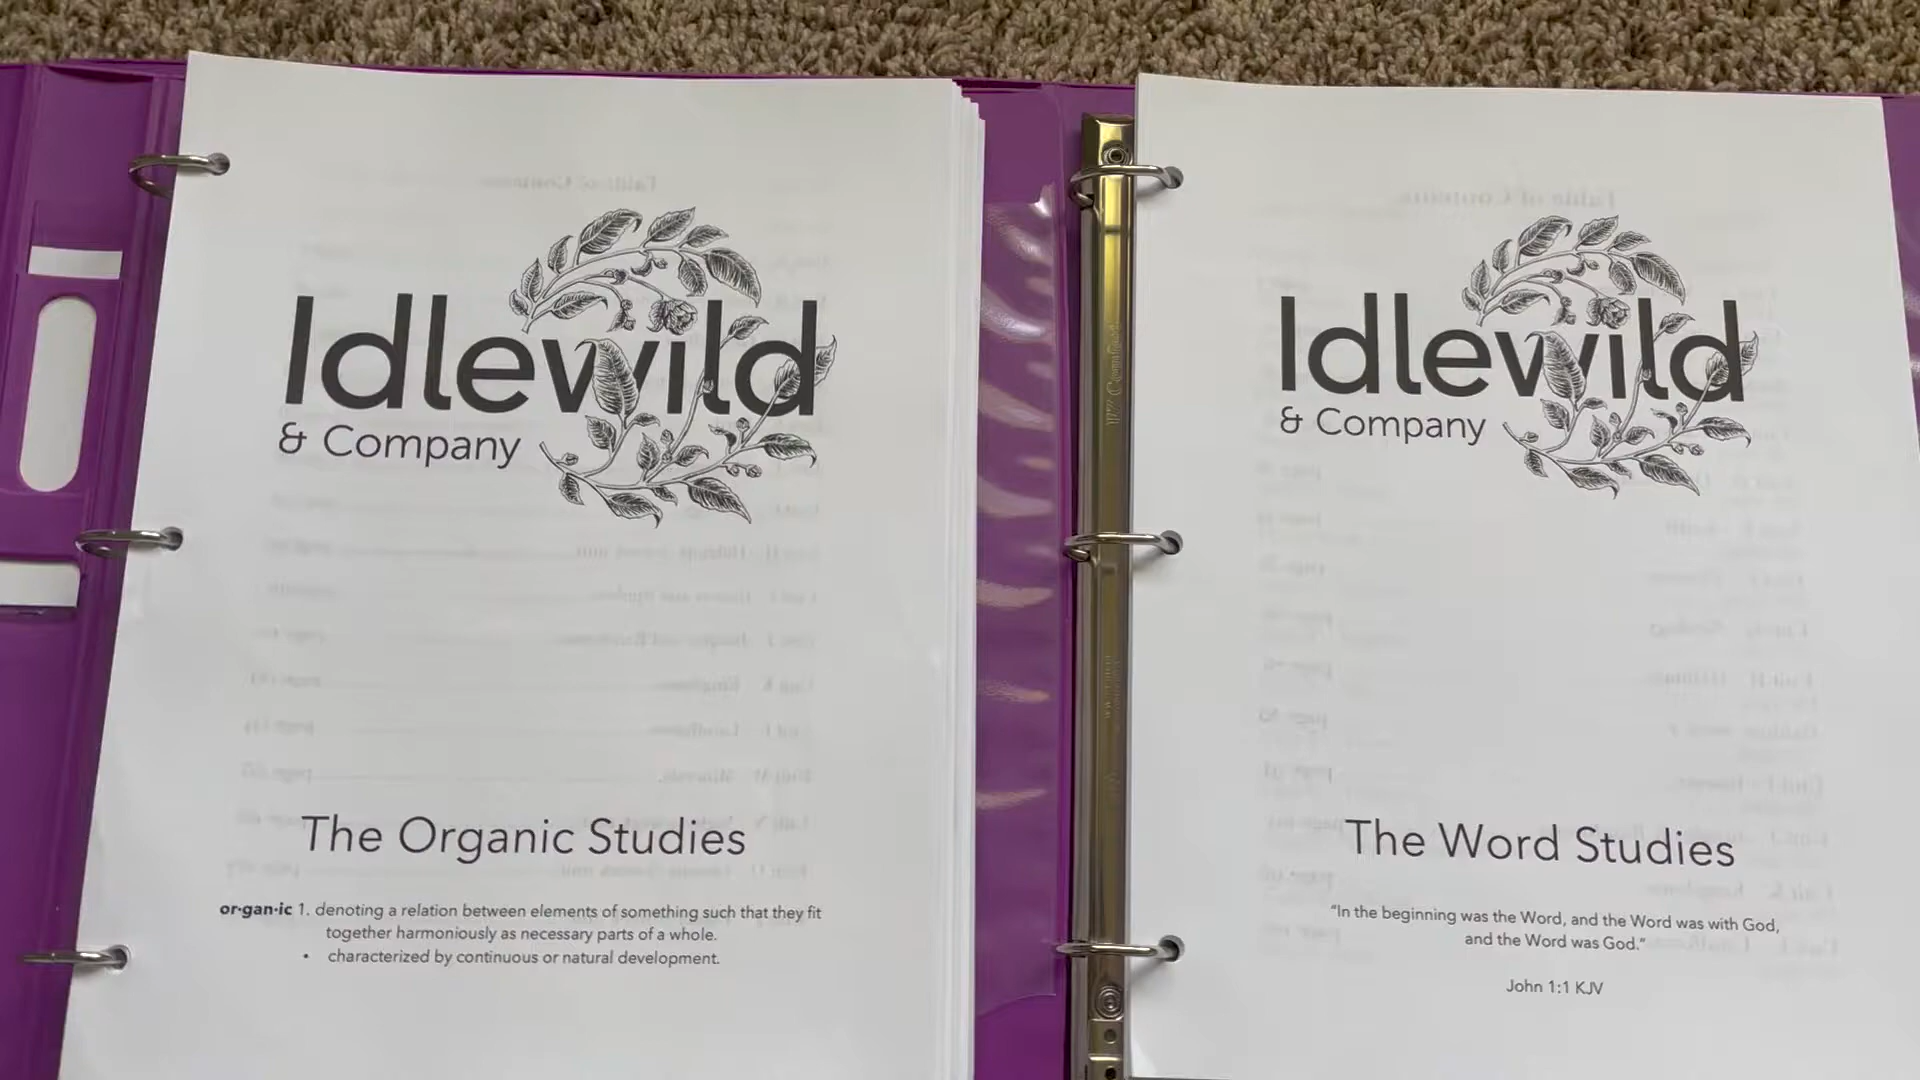 Idlewild
& Company
The Organic Studies
or·gan·ic 1. denoting a relation between elements of something such that they fit
together harmoniously as necessary parts of a whole.
• characterized by continuous or natural development.
Idlewild
& Company
The Word Studies
“In the beginning was the Word, and the Word was with God,
and the Word was God.”
John 1:1 KJV